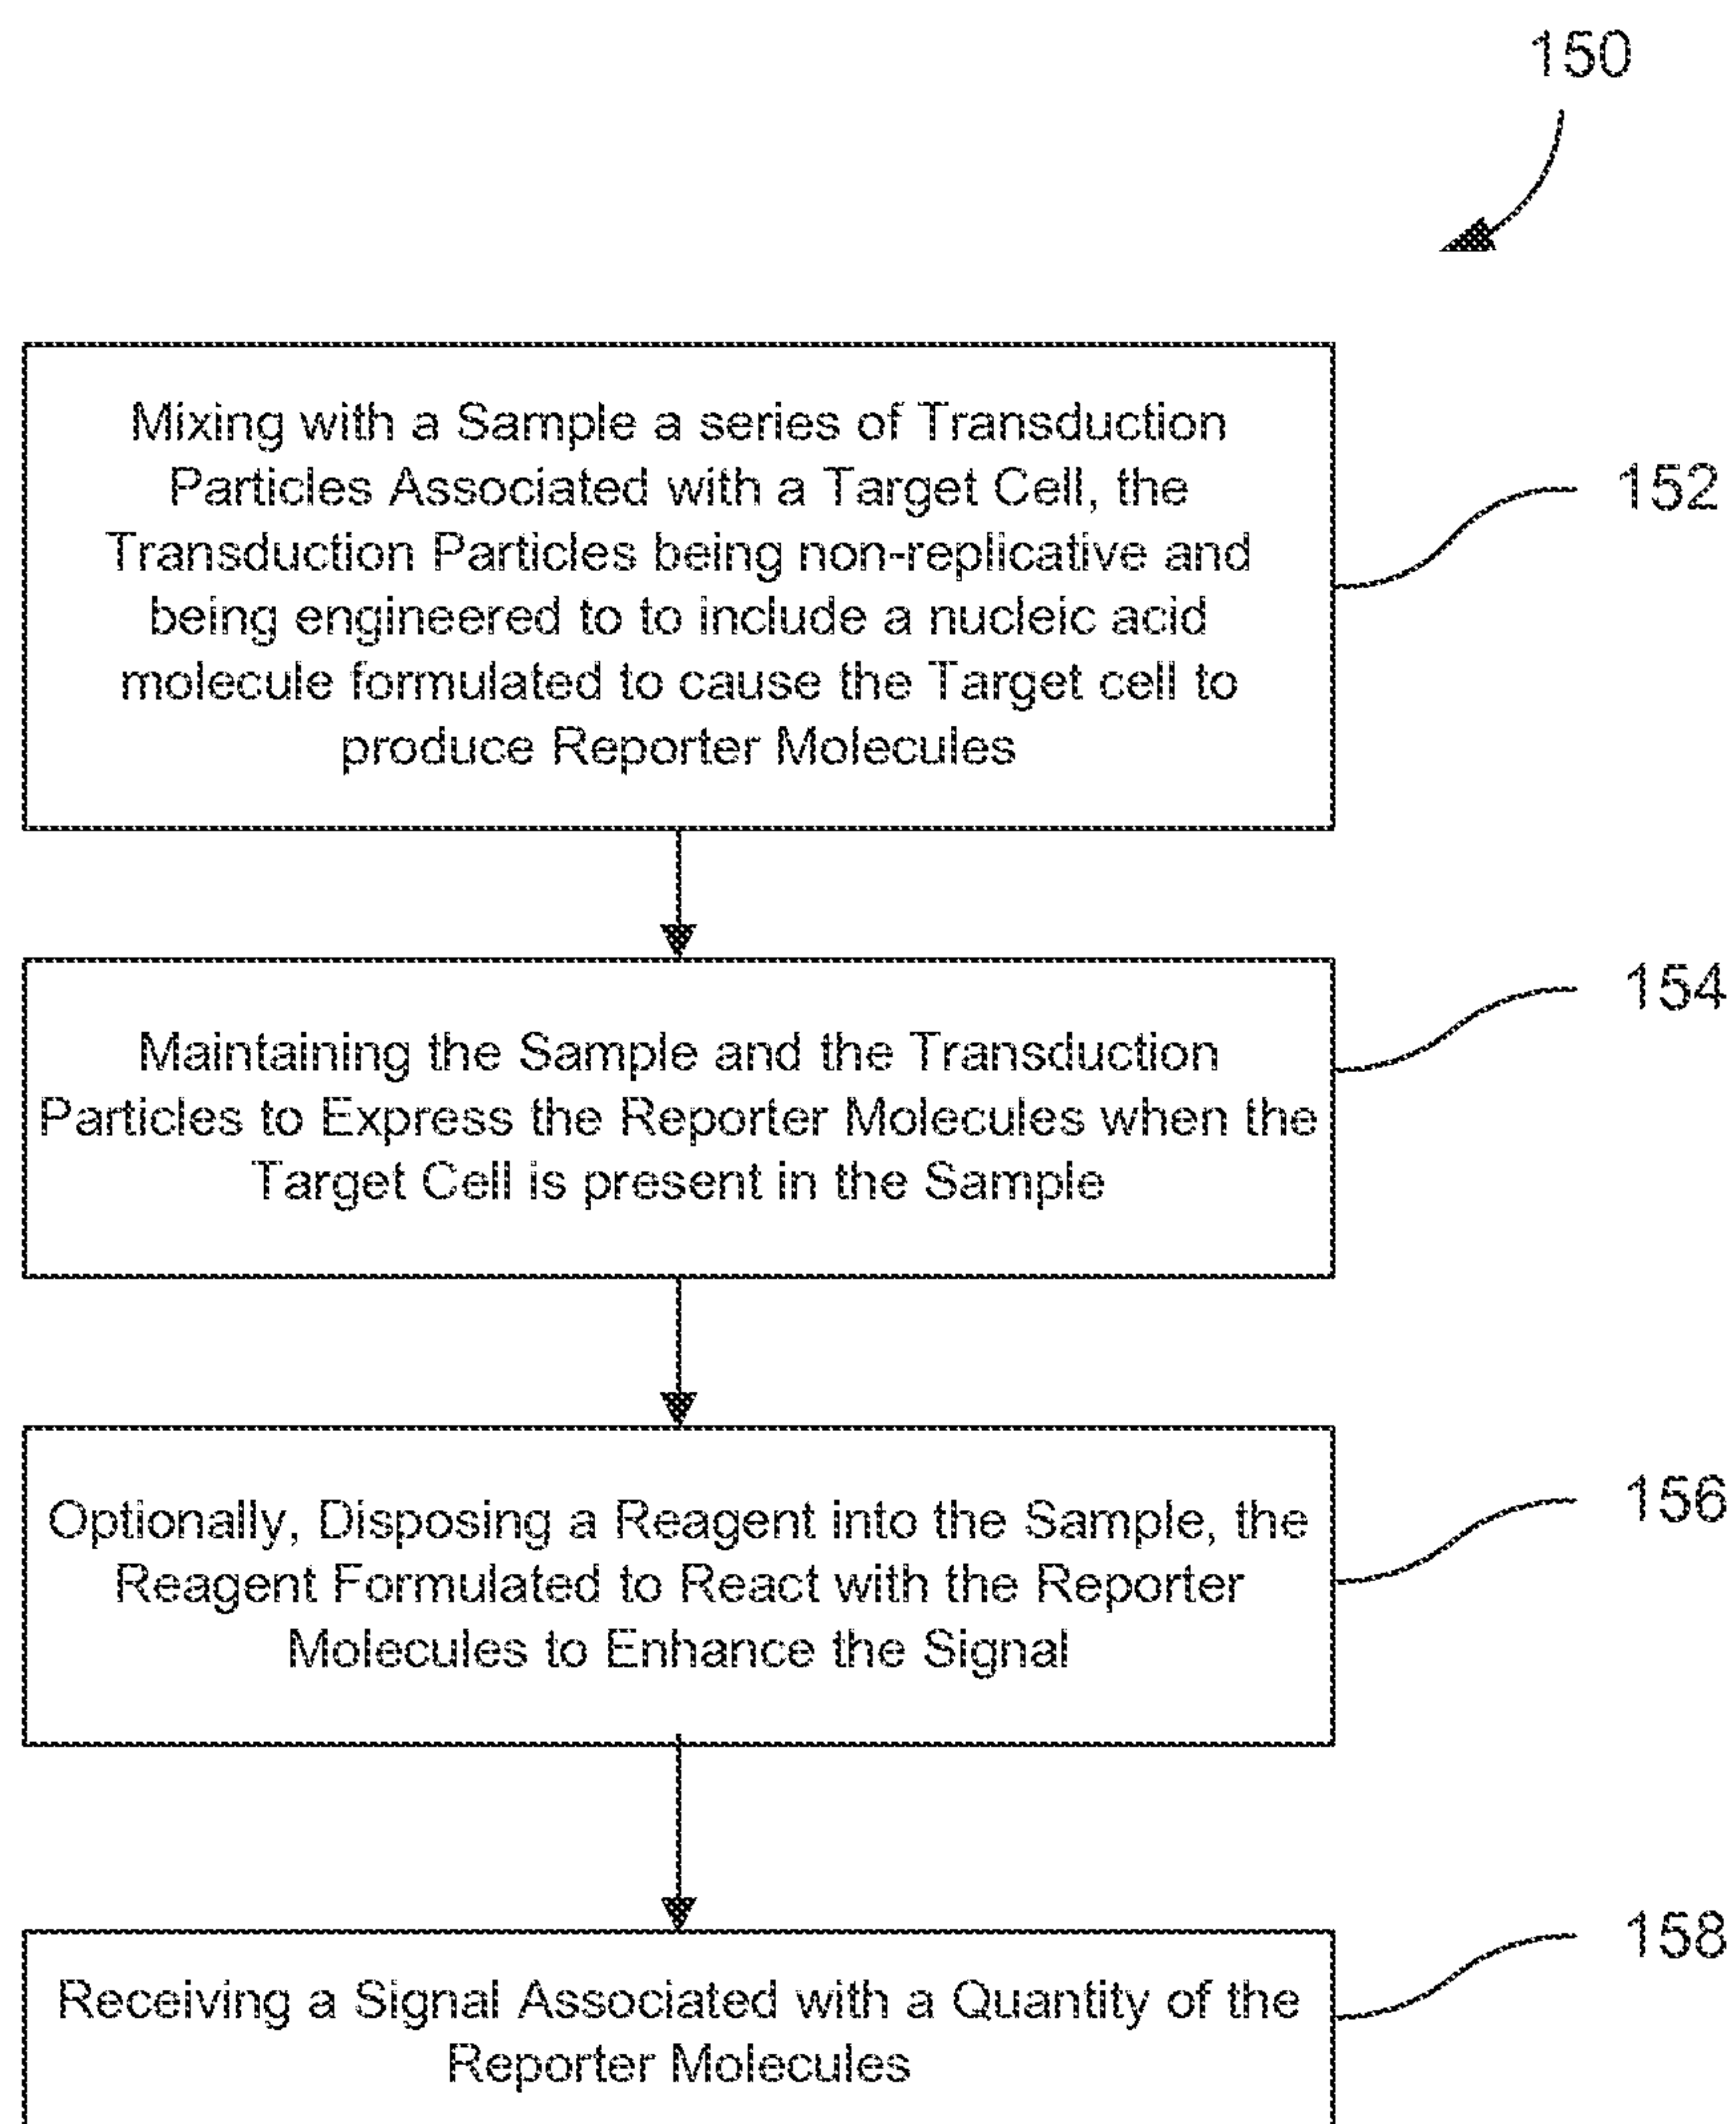 150
Mixing with a Sample a series of Transduction
Particles Associated with a Target Cell, the
Transduction Particles being non-replicative and
being engineered to to include a nucleic acid
molecule formulated to cause the Target cell to
produce Reporter Molecules
152
Maintaining the Sample and the Transduction
Particles to Express the Reporter Molecules when the
Target Cell is present in the Sample
154
Optionally, Disposing a Reagent into the Sample, the
Reagent Formulated to React with the Reporter
Molecules to Enhance the Signal
156
Receiving a Signal Associated with a Quantity of the
Reporter Molecules
158